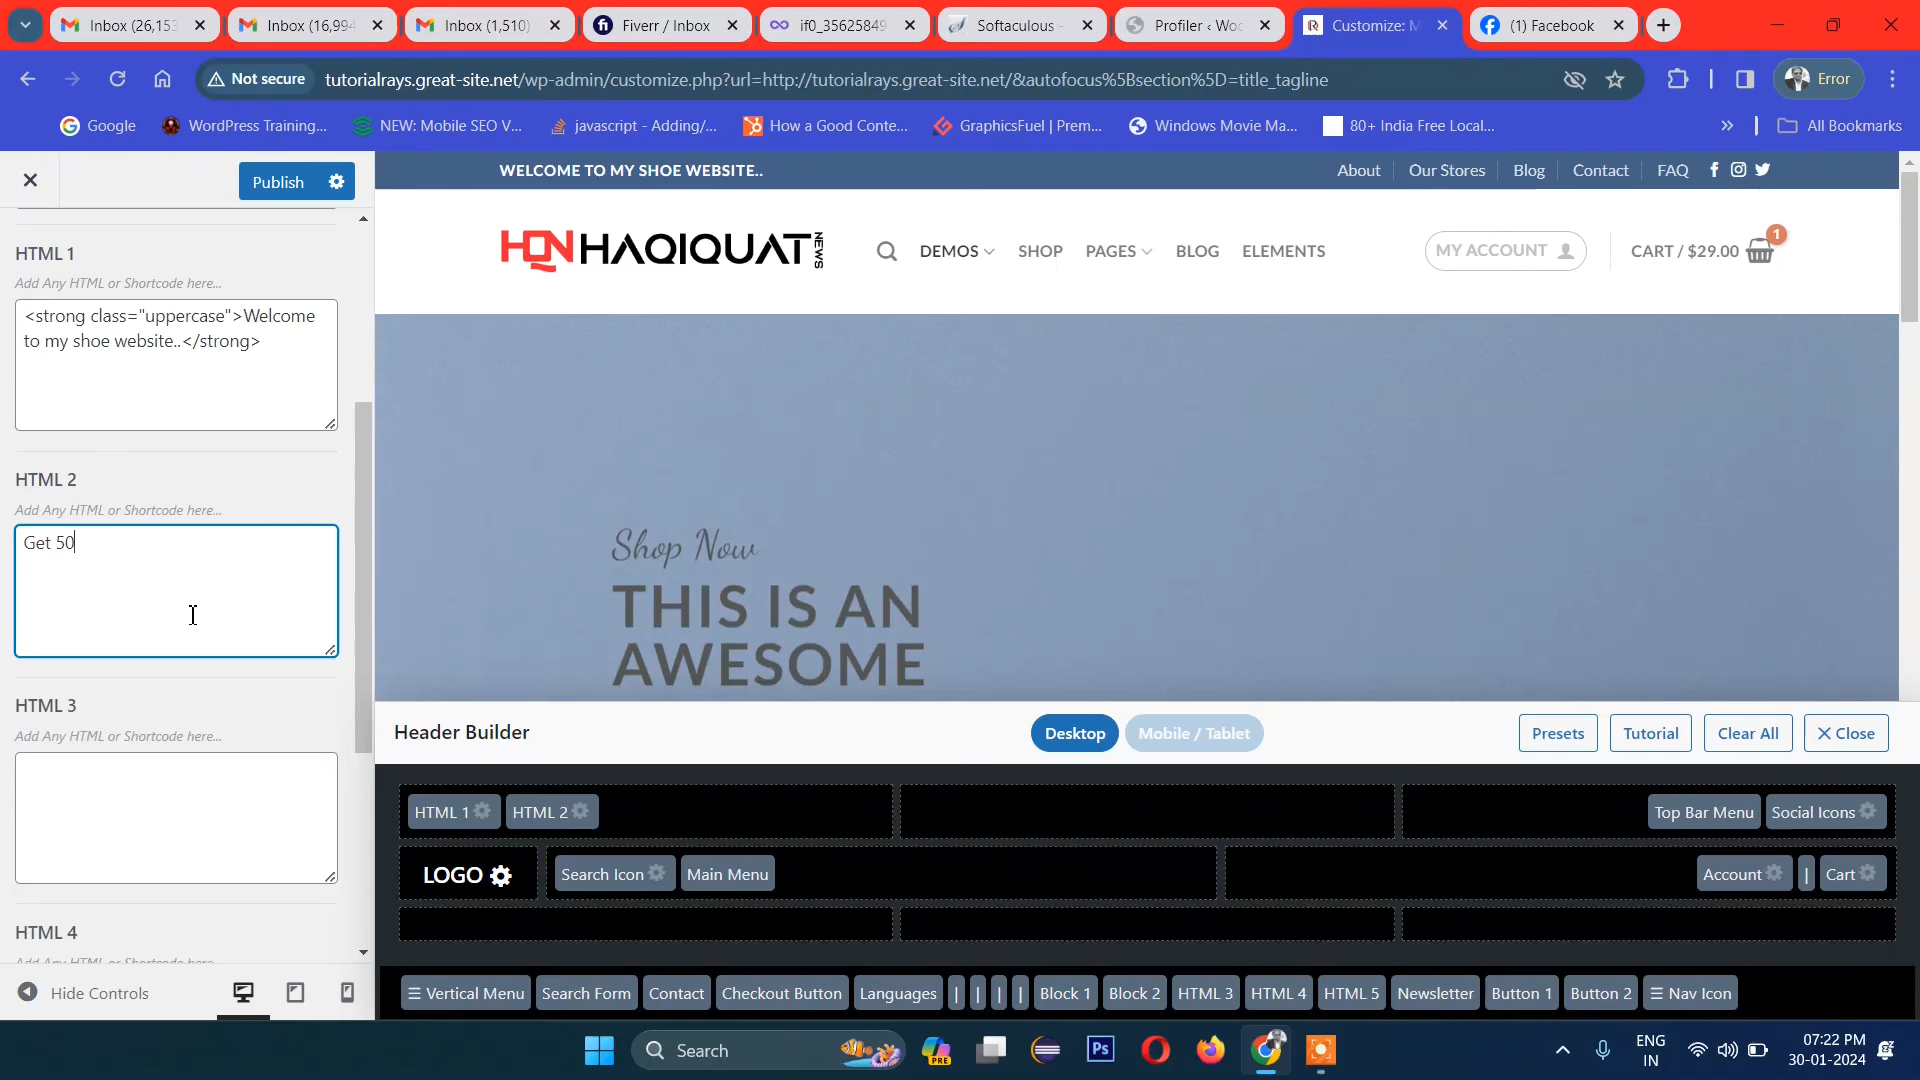 Inbox (26,153
Inbox (16,994
Inbox (1,510)
Fiverr / Inbox
if0_35625849
Softaculous -
Profiler ‹ Woo
Customize: M
(1) Facebook
Not secure
tutorialrays.great-site.net/wp-admin/customize.php?url=http://tutorialrays.great-site.net/&autofocus%5Bsection%5D=title_tagline
Error
Google
WordPress Training...
NEW: Mobile SEO V...
javascript - Adding/...
How a Good Conte...
GraphicsFuel | Prem...
Windows Movie Ma...
80+ India Free Local...
All Bookmarks
Publish
WELCOME TO MY SHOE WEBSITE..
About
Our Stores
Blog
Contact
FAQ
HQN HAQIQUAT NEWS
DEMOS
SHOP
PAGES
BLOG
ELEMENTS
MY ACCOUNT
CART / $29.00
1
HTML 1
Add Any HTML or Shortcode here...
<strong class="uppercase">Welcome
to my shoe website..</strong>
HTML 2
Add Any HTML or Shortcode here...
Get 50
HTML 3
Add Any HTML or Shortcode here...
HTML 4
Add Any HTML or Shortcode here...
Hide Controls
Shop Now
THIS IS AN
AWESOME
Header Builder
Desktop
Mobile / Tablet
Presets
Tutorial
Clear All
Close
HTML 1
HTML 2
Top Bar Menu
Social Icons
LOGO
Search Icon
Main Menu
Account
|
Cart
Vertical Menu
Search Form
Contact
Checkout Button
Languages
|
|
|
|
Block 1
Block 2
HTML 3
HTML 4
HTML 5
Newsletter
Button 1
Button 2
Nav Icon
Search
PRE
Ps
ENG
IN
07:22 PM
30-01-2024